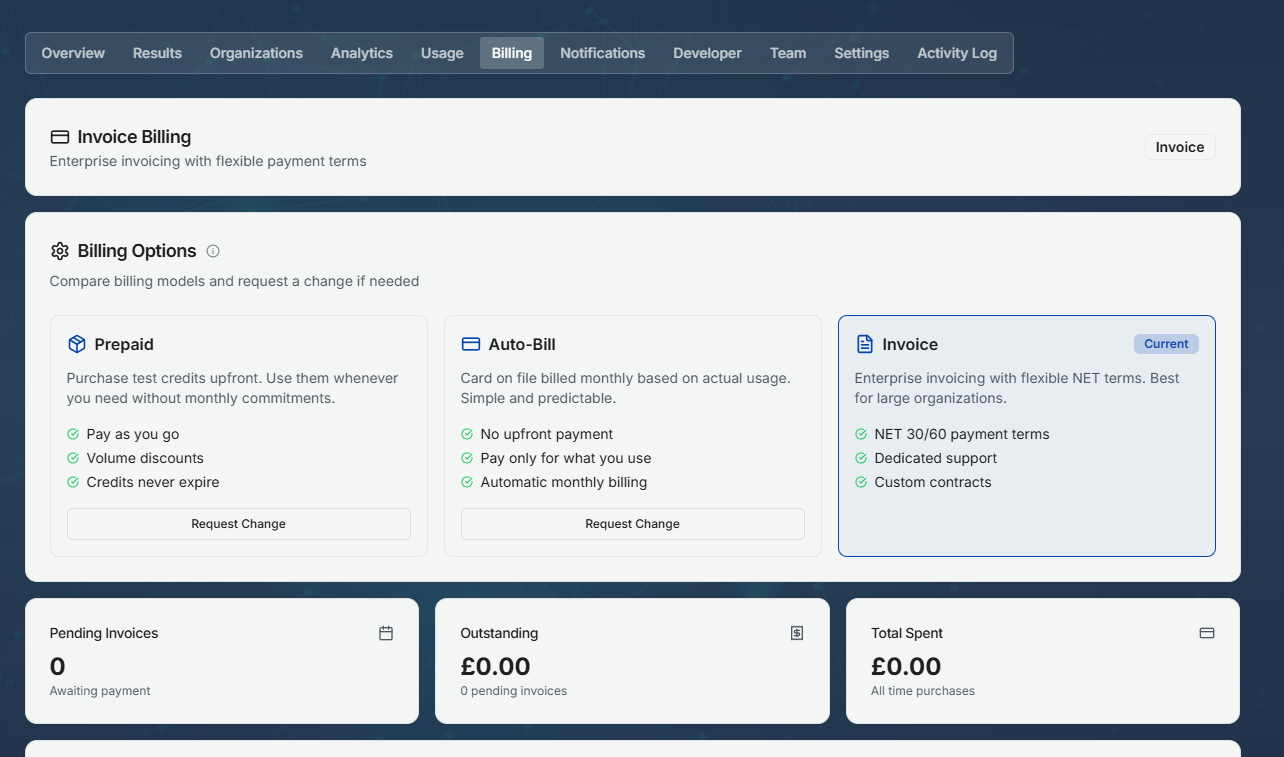 Overview Results Organizations Analytics Usage Billing Notifications Developer Team Settings Activity Log
Invoice Billing
Enterprise invoicing with flexible payment terms
Invoice
Billing Options
Compare billing models and request a change if needed
Prepaid
Purchase test credits upfront. Use them whenever
you need without monthly commitments.
Pay as you go
Volume discounts
Credits never expire
Request Change
Auto-Bill
Card on file billed monthly based on actual usage.
Simple and predictable.
No upfront payment
Pay only for what you use
Automatic monthly billing
Request Change
Invoice
Current
Enterprise invoicing with flexible NET terms. Best
for large organizations.
NET 30/60 payment terms
Dedicated support
Custom contracts
Pending Invoices
0
Awaiting payment
Outstanding
£0.00
0 pending invoices
Total Spent
£0.00
All time purchases